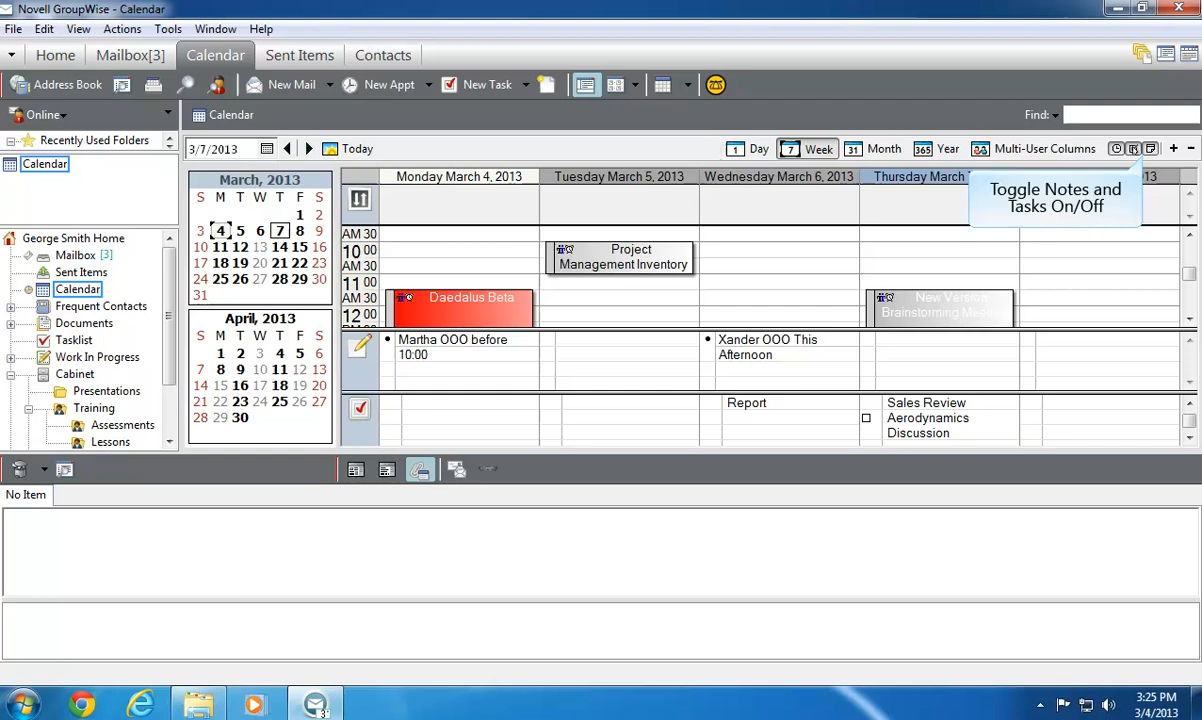 Novell GroupWise - Calendar
File Edit View Actions Tools Window Help
Home Mailbox[3] Calendar Sent Items Contacts
Address Book New Mail New Appt New Task
Online Calendar Find:
Recently Used Folders
3/7/2013 Today 1 Day 7 Week 31 Month 365 Year Multi-User Columns
Calendar
Toggle Notes and
Tasks On/Off
March, 2013
S M T W T F S
1 2
3 4 5 6 7 8 9
10 11 12 13 14 15 16
17 18 19 20 21 22 23
24 25 26 27 28 29 30
31
April, 2013
1 2 3 4 5 6
7 8 9 10 11 12 13
14 15 16 17 18 19 20
21 22 23 24 25 26 27
28 29 30
Monday March 4, 2013 Tuesday March 5, 2013 Wednesday March 6, 2013 Thursday March
AM 30
10 00
AM 30
11 00
AM 30
12 00
Project
Management Inventory
Daedalus Beta
New Version
Brainstorming
Martha OOO before
10:00
Xander OOO This
Afternoon
Report
Sales Review
Aerodynamics
Discussion
George Smith Home
Mailbox [3]
Sent Items
Calendar
Frequent Contacts
Documents
Tasklist
Work In Progress
Cabinet
Presentations
Training
Assessments
Lessons
No Item
3:25 PM
3/4/2013